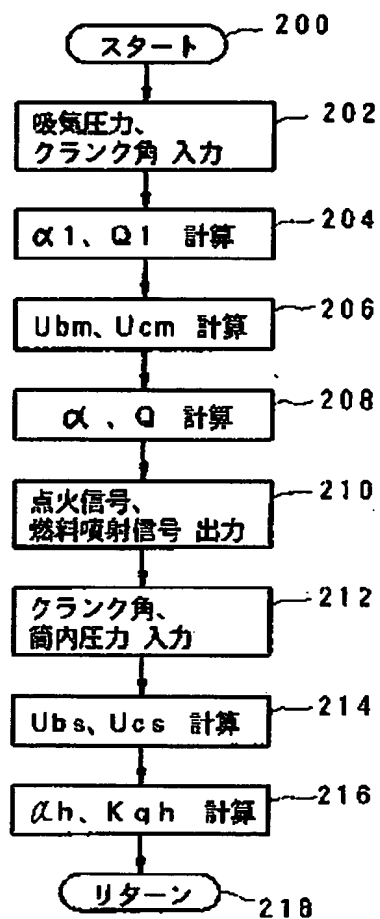 スタート
200
吸気圧力、
クランク角 入力
202
α1、Q1 計算
204
Ubm、Ucm 計算
206
α、Q 計算
208
点火信号、
燃料噴射信号 出力
210
クランク角、
筒内圧力 入力
212
Ubs、Ucs 計算
214
αh、Kqh 計算
216
リターン
218